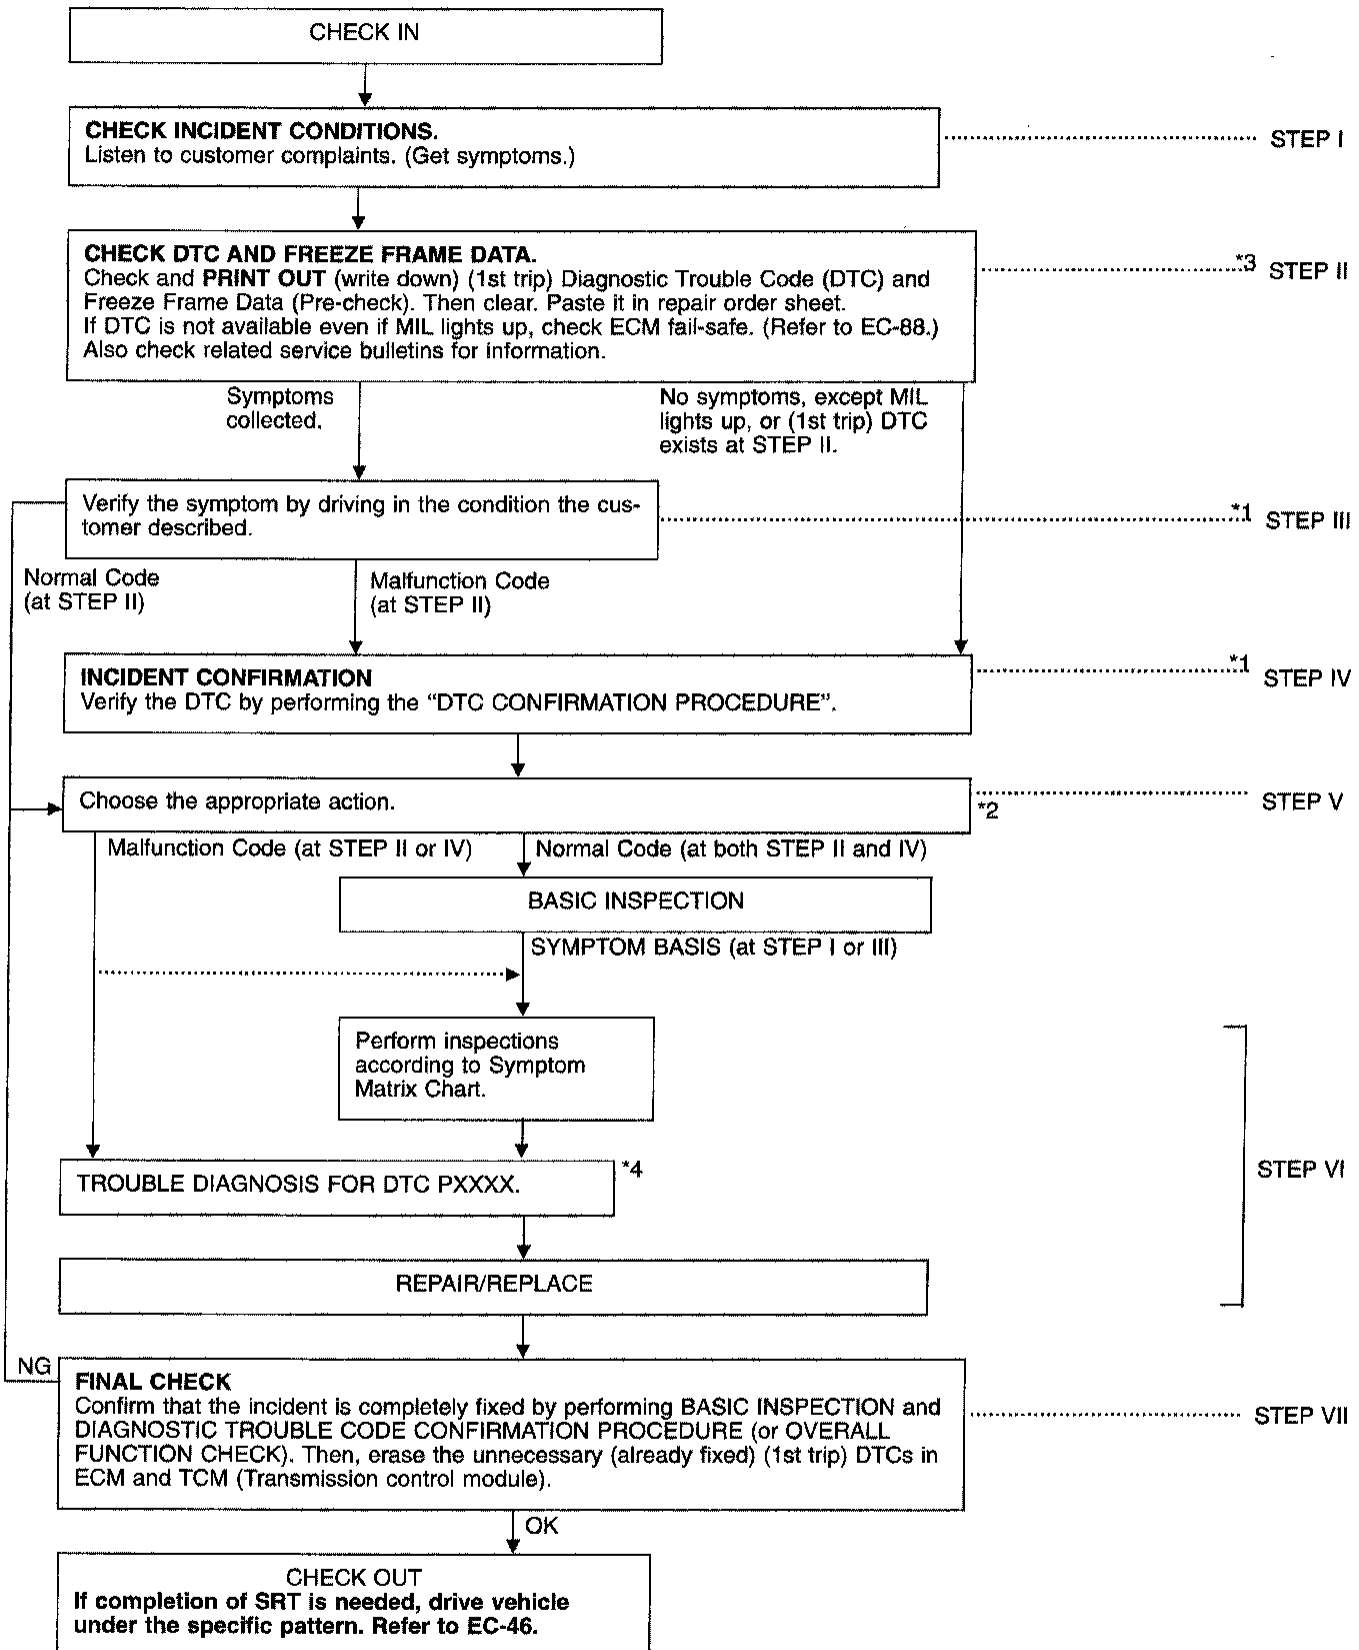 CHECK IN
CHECK INCIDENT CONDITIONS.
Listen to customer complaints. (Get symptoms.)
STEP I
CHECK DTC AND FREEZE FRAME DATA.
Check and PRINT OUT (write down) (1st trip) Diagnostic Trouble Code (DTC) and
Freeze Frame Data (Pre-check). Then clear. Paste it in repair order sheet.
If DTC is not available even if MIL lights up, check ECM fail-safe. (Refer to EC-88.)
Also check related service bulletins for information.
*3 STEP II
Symptoms
collected.
No symptoms, except MIL
lights up, or (1st trip) DTC
exists at STEP II.
Verify the symptom by driving in the condition the cus-
tomer described.
*1 STEP III
Normal Code
(at STEP II)
Malfunction Code
(at STEP II)
INCIDENT CONFIRMATION
Verify the DTC by performing the “DTC CONFIRMATION PROCEDURE”.
*1 STEP IV
Choose the appropriate action.
*2
STEP V
Malfunction Code (at STEP II or IV)
Normal Code (at both STEP II and IV)
BASIC INSPECTION
SYMPTOM BASIS (at STEP I or III)
Perform inspections
according to Symptom
Matrix Chart.
TROUBLE DIAGNOSIS FOR DTC PXXXX.
*4
STEP VI
REPAIR/REPLACE
NG
FINAL CHECK
Confirm that the incident is completely fixed by performing BASIC INSPECTION and
DIAGNOSTIC TROUBLE CODE CONFIRMATION PROCEDURE (or OVERALL
FUNCTION CHECK). Then, erase the unnecessary (already fixed) (1st trip) DTCs in
ECM and TCM (Transmission control module).
STEP VII
OK
CHECK OUT
If completion of SRT is needed, drive vehicle
under the specific pattern. Refer to EC-46.